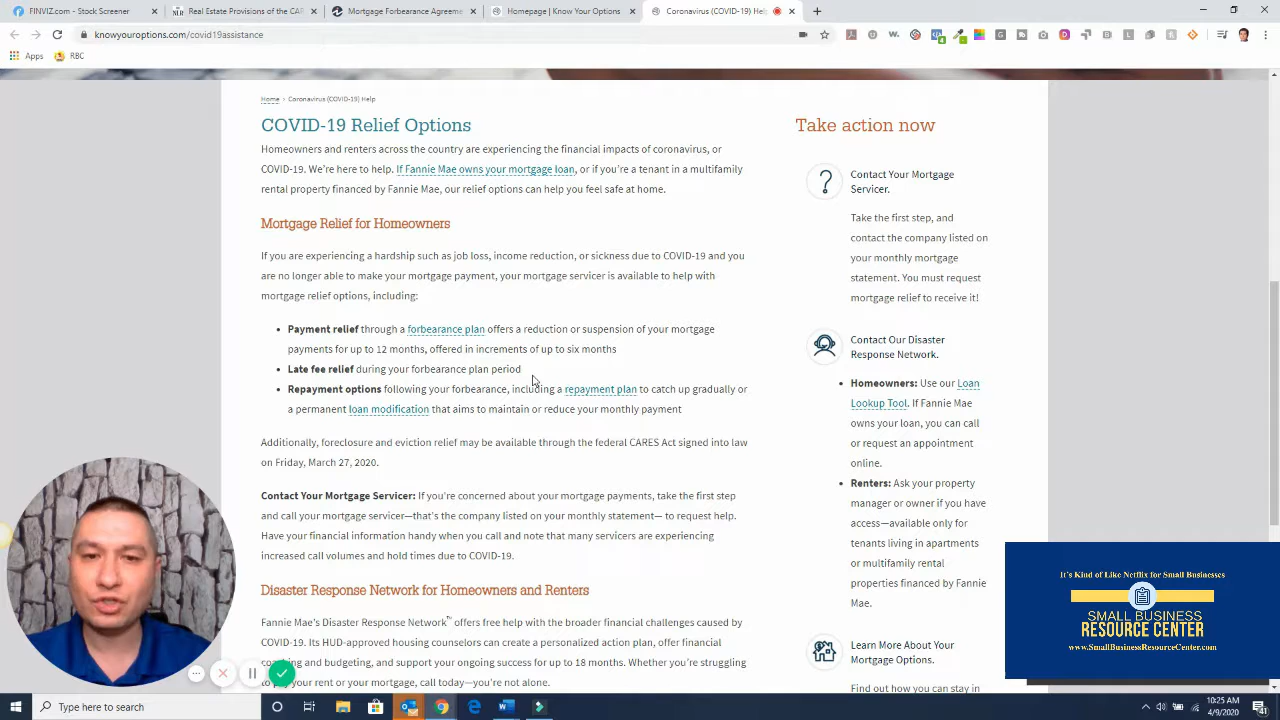 FINVIZ.com - Stock Screener
Real Estate Provisions of the CAR
Mortgage Forbearance Agreeme
Homepage | Know Your Options
Coronavirus (COVID-19) Hel
knowyouroptions.com/covid19assistance
Apps
RBC
Home › Coronavirus (COVID-19) Help
COVID-19 Relief Options
Homeowners and renters across the country are experiencing the financial impacts of coronavirus, or
COVID-19. We're here to help. If Fannie Mae owns your mortgage loan, or if you're a tenant in a multifamily
rental property financed by Fannie Mae, our relief options can help you feel safe at home.
Mortgage Relief for Homeowners
If you are experiencing a hardship such as job loss, income reduction, or sickness due to COVID-19 and you
are no longer able to make your mortgage payment, your mortgage servicer is available to help with
mortgage relief options, including:
• Payment relief through a forbearance plan offers a reduction or suspension of your mortgage
payments for up to 12 months, offered in increments of up to six months
• Late fee relief during your forbearance plan period
• Repayment options following your forbearance, including a repayment plan to catch up gradually or
a permanent loan modification that aims to maintain or reduce your monthly payment
Additionally, foreclosure and eviction relief may be available through the federal CARES Act signed into law
on Friday, March 27, 2020.
Contact Your Mortgage Servicer: If you're concerned about your mortgage payments, take the first step
and call your mortgage servicer—that's the company listed on your monthly statement— to request help.
Have your financial information handy when you call and note that many servicers are experiencing
increased call volumes and hold times due to COVID-19.
Disaster Response Network for Homeowners and Renters
Fannie Mae's Disaster Response Network™ offers free help with the broader financial challenges caused by
COVID-19. Its HUD-approved housing counselors can create a personalized action plan, offer financial
coaching and budgeting, and support your ongoing success for up to 18 months. Whether you're struggling
to pay your rent or your mortgage, call today—you're not alone.
Take action now
Contact Your Mortgage
Servicer.
Take the first step, and
contact the company listed on
your monthly mortgage
statement. You must request
mortgage relief to receive it!
Contact Our Disaster
Response Network.
• Homeowners: Use our Loan
Lookup Tool. If Fannie Mae
owns your loan, you can call
or request an appointment
online.
• Renters: Ask your property
manager or owner if you have
access—available only for
tenants living in apartments
or multifamily rental
properties financed by Fannie
Mae.
Learn More About Your
Mortgage Options.
Find out how you can stay in
It's Kind of Like Netflix for Small Businesses
SMALL BUSINESS
RESOURCE CENTER
www.SmallBusinessResourceCenter.com
Type here to search
10:25 AM
4/9/2020